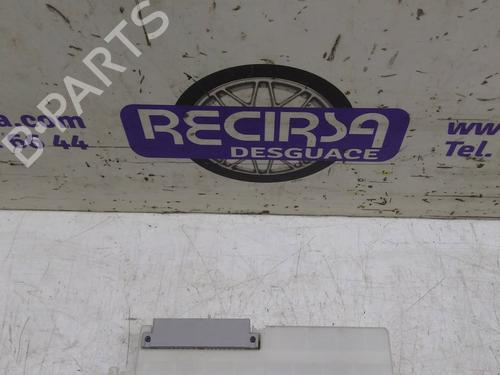 B-PARTS
RECIRSA
DESGUACE
a.com
66 44
www.
Tel.